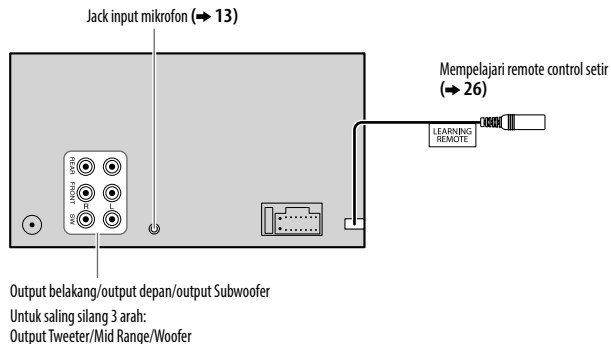 Jack input mikrofon (➜ 13)
Mempelajari remote control setir
(➜ 26)
LEARNING
REMOTE
REAR
FRONT
R
L
SW
Output belakang/output depan/output Subwoofer
Untuk saling silang 3 arah:
Output Tweeter/Mid Range/Woofer